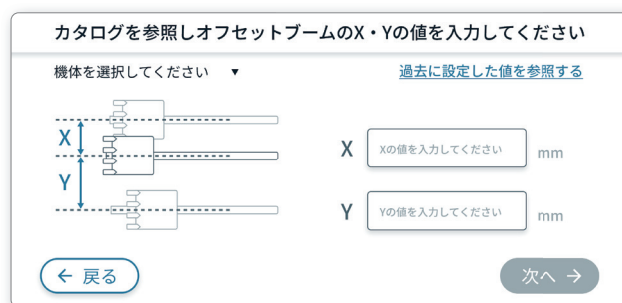 カタログを参照しオフセットブームのX・Yの値を入力してください
機体を選択してください ▼
過去に設定した値を参照する
X
Y
X Xの値を入力してください mm
Y Yの値を入力してください mm
← 戻る
次へ →